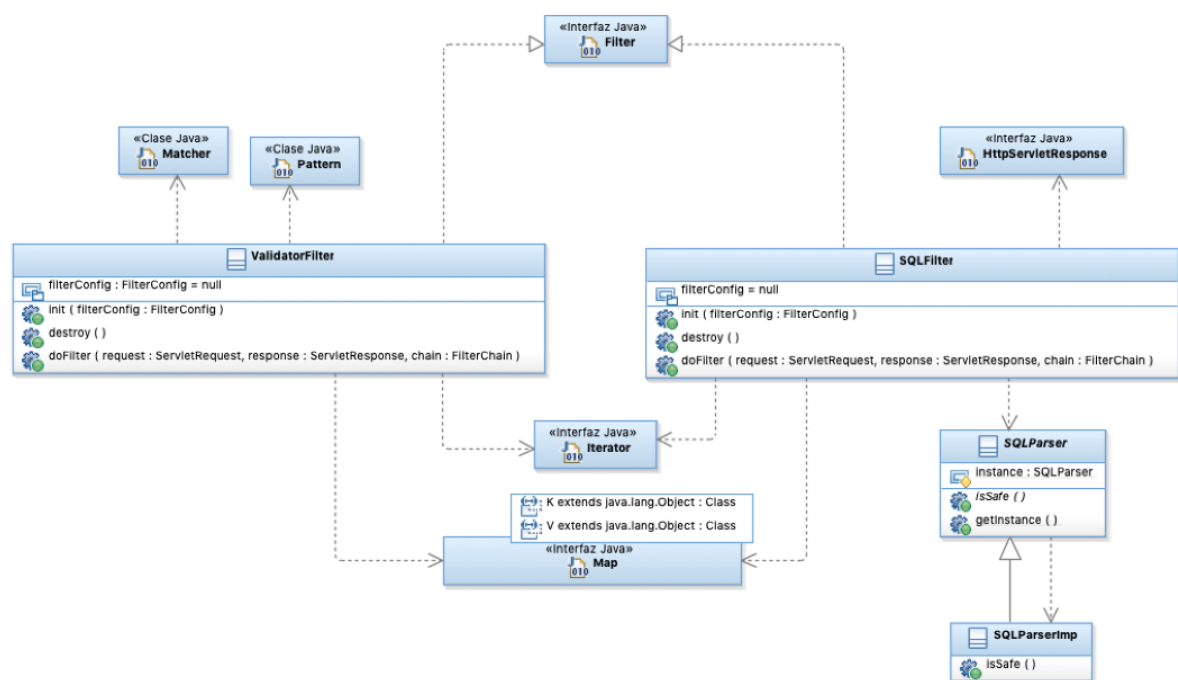 «Interfaz Java»
Filter
«Clase Java»
Matcher
«Clase Java»
Pattern
«Interfaz Java»
HttpServletResponse
ValidatorFilter
filterConfig : FilterConfig = null
init ( filterConfig : FilterConfig )
destroy ( )
doFilter ( request : ServletRequest, response : ServletResponse, chain : FilterChain )
SQLFilter
filterConfig = null
init ( filterConfig : FilterConfig )
destroy ( )
doFilter ( request : ServletRequest, response : ServletResponse, chain : FilterChain )
«Interfaz Java»
Iterator
SQLParser
instance : SQLParser
isSafe ( )
getInstance ( )
K extends java.lang.Object : Class
V extends java.lang.Object : Class
«Interfaz Java»
Map
SQLParserImp
isSafe ( )